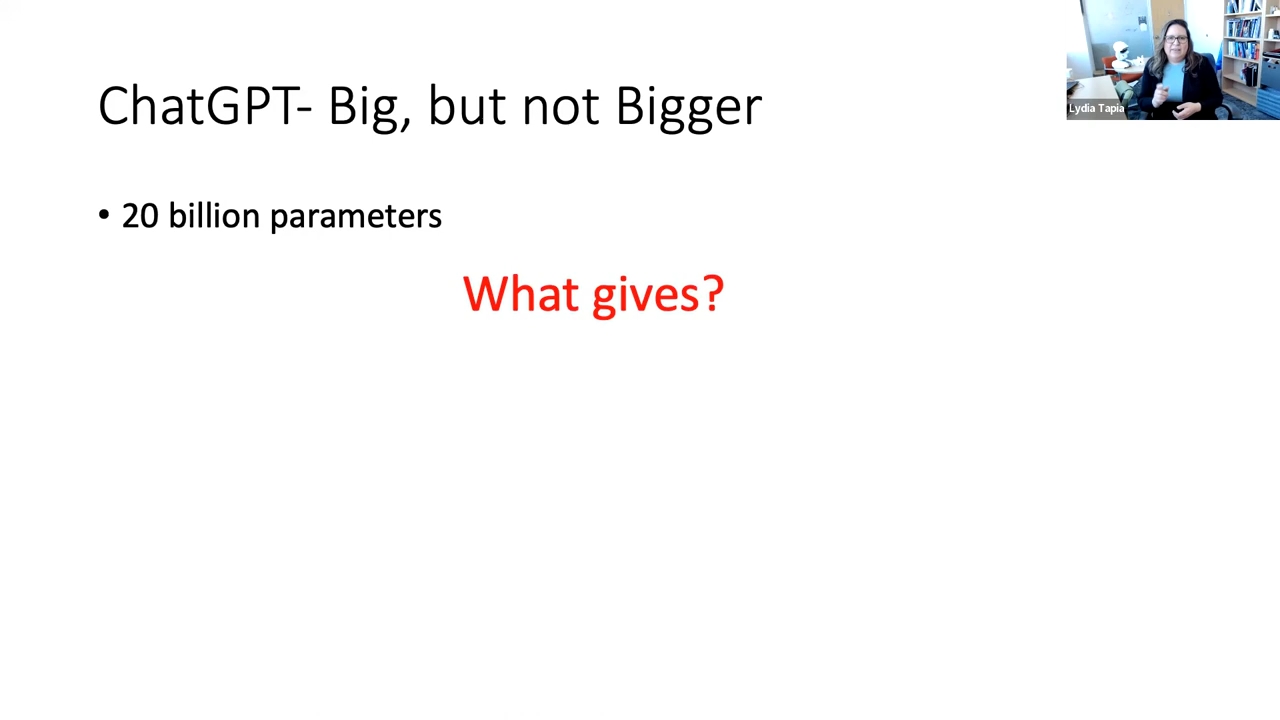 ChatGPT- Big, but not Bigger
Lydia Tapia
• 20 billion parameters
What gives?